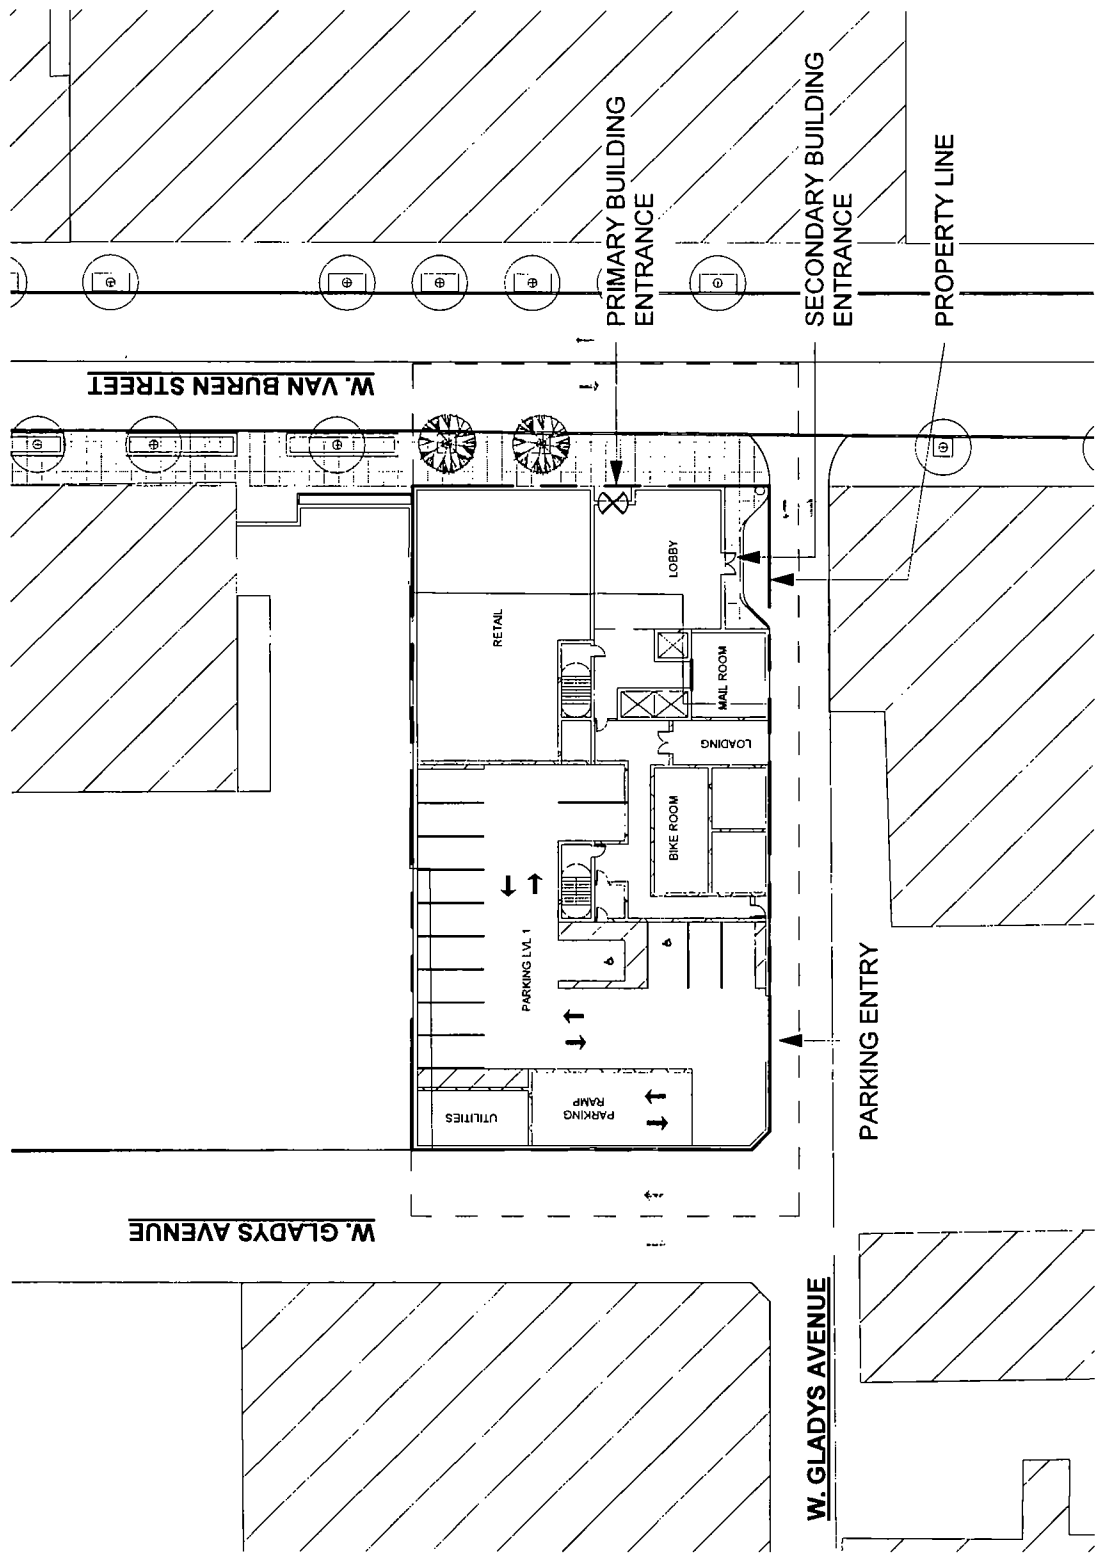 W. VAN BUREN STREET
PRIMARY BUILDING
ENTRANCE
SECONDARY BUILDING
ENTRANCE
PROPERTY LINE
RETAIL
LOBBY
MAIL ROOM
LOADING
BIKE ROOM
PARKING LVL 1
UTILITIES
PARKING
RAMP
PARKING ENTRY
W. GLADYS AVENUE
W. GLADYS AVENUE